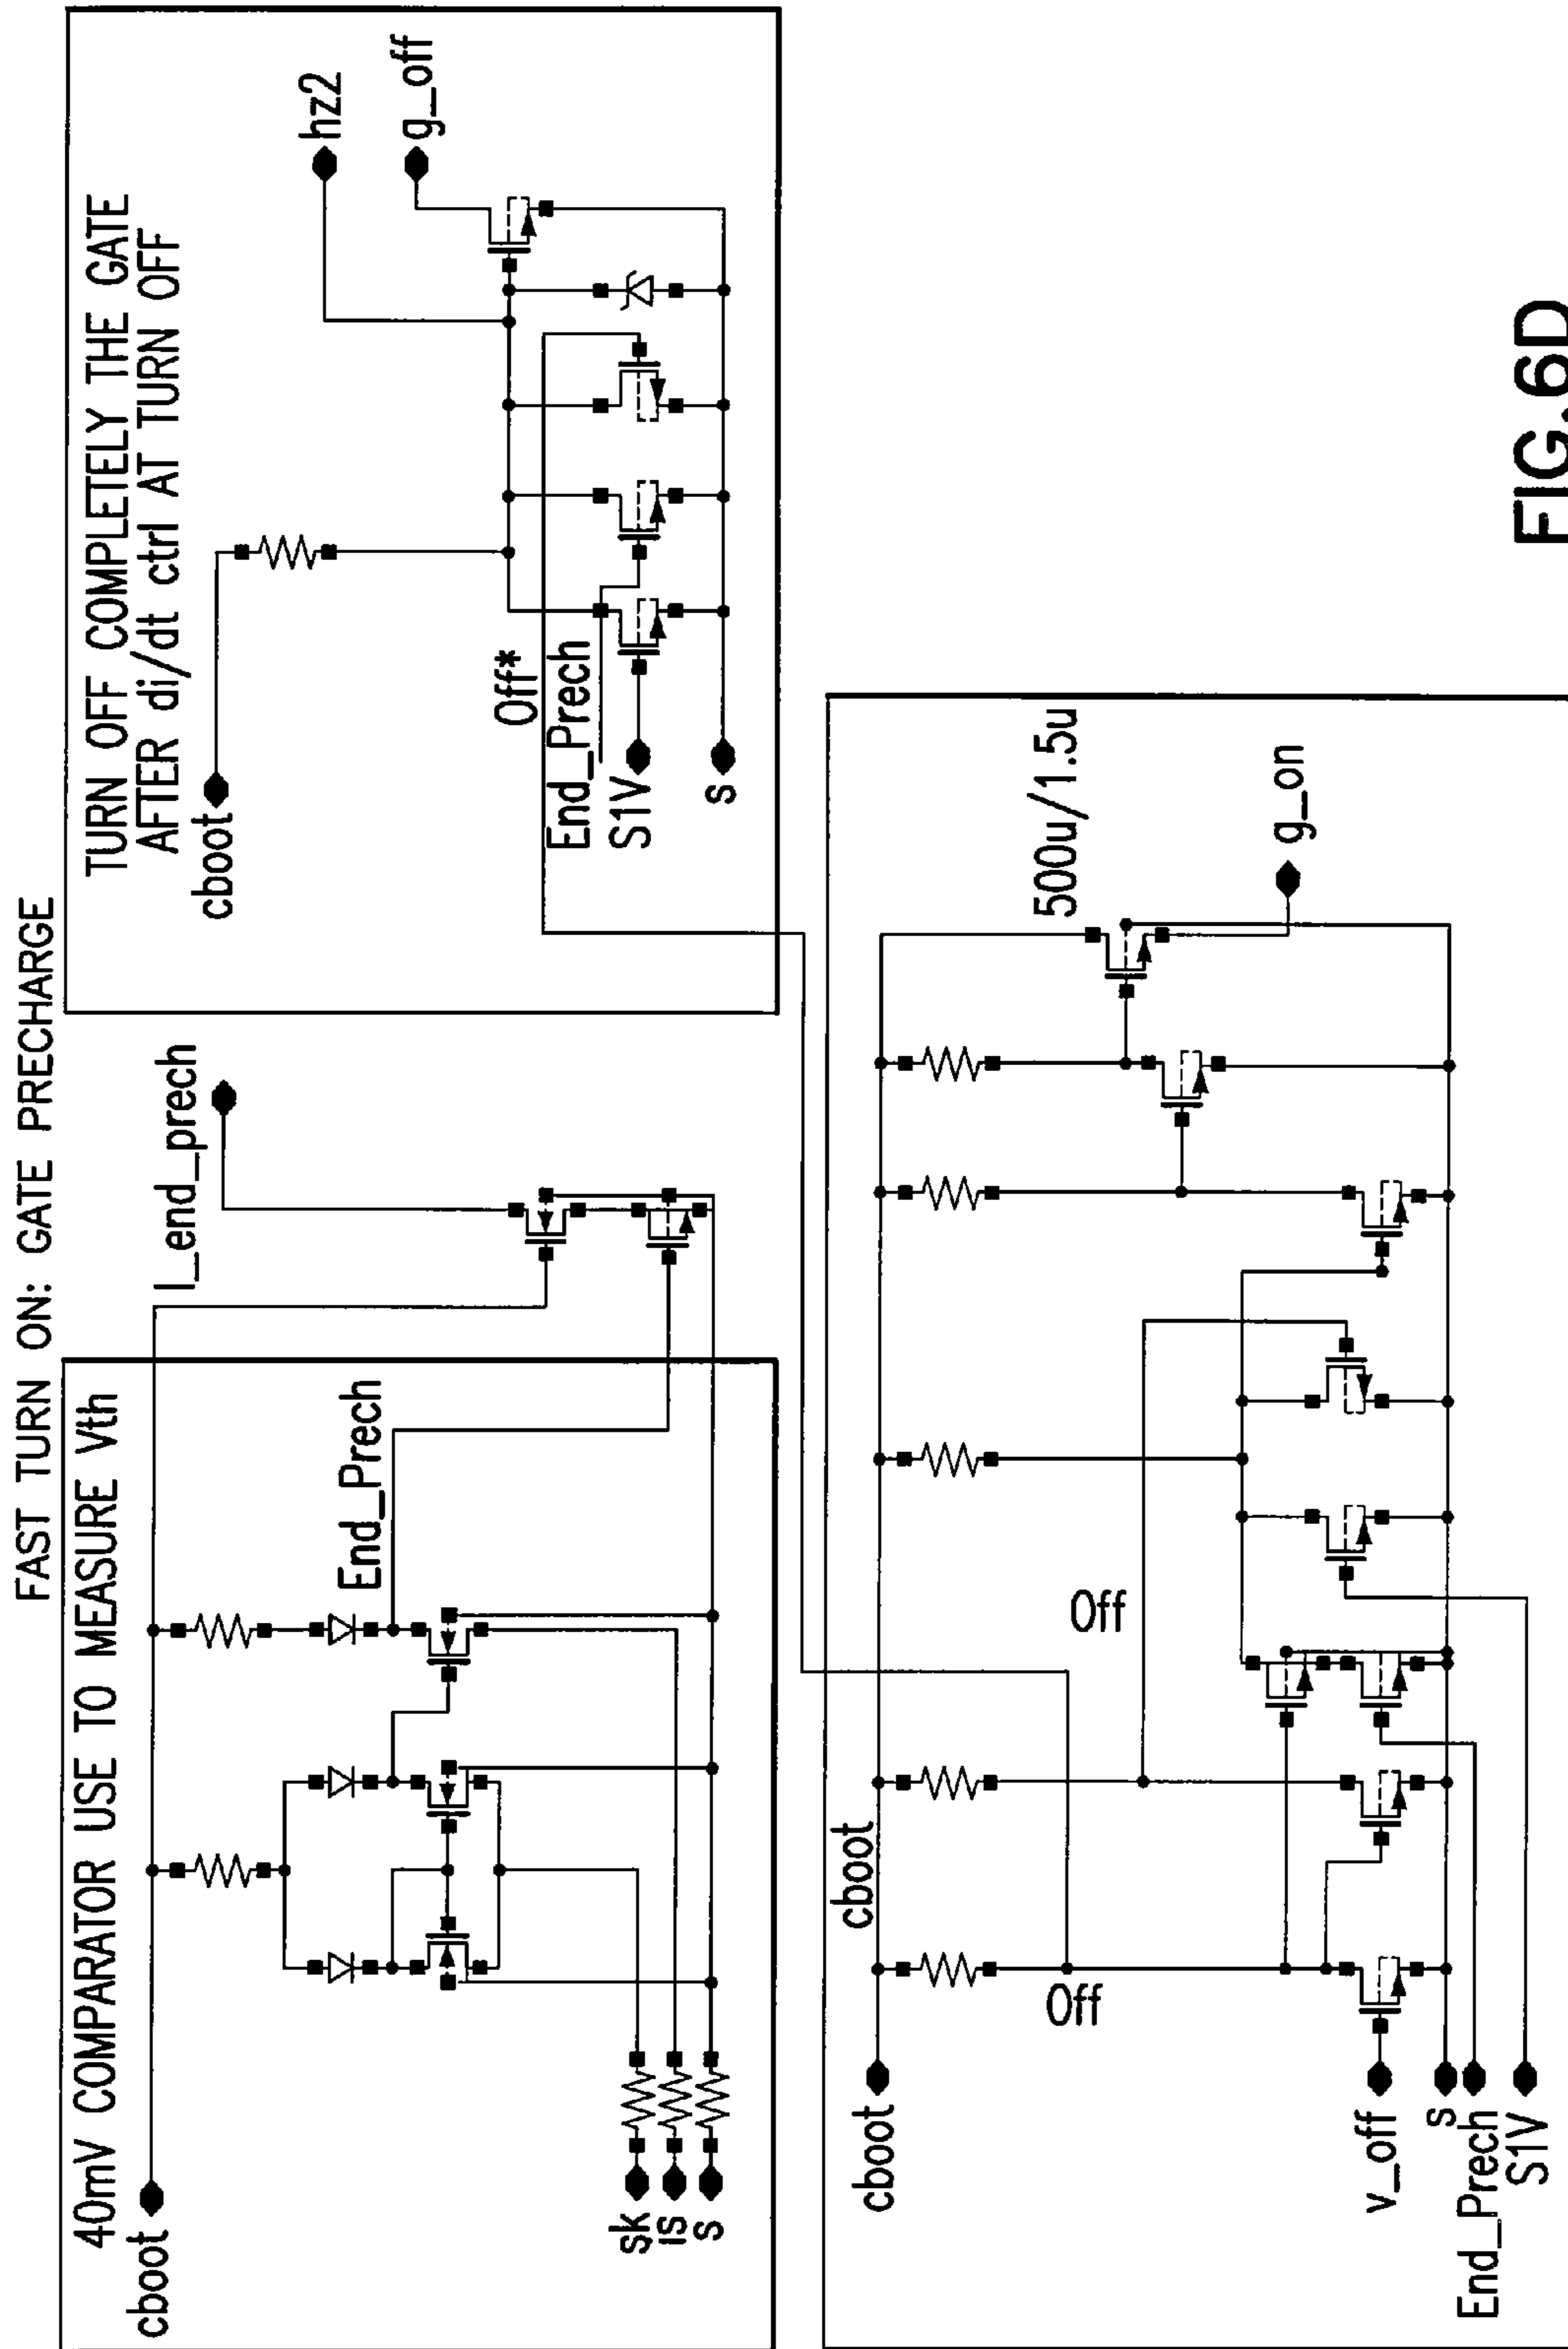 FAST TURN ON: GATE PRECHARGE
40mV COMPARATOR USE TO MEASURE Vth
cboot
End_Prech
sk
is
s
I_end_prech
TURN OFF COMPLETELY THE GATE
AFTER di/dt ctrl AT TURN OFF
cboot
hz2
g_off
Off*
End_Prech
S1V
s
cboot
cboot
Off
Off
500u/1.5u
g_on
v_off
s
End_Prech
S1V
FIG.6D